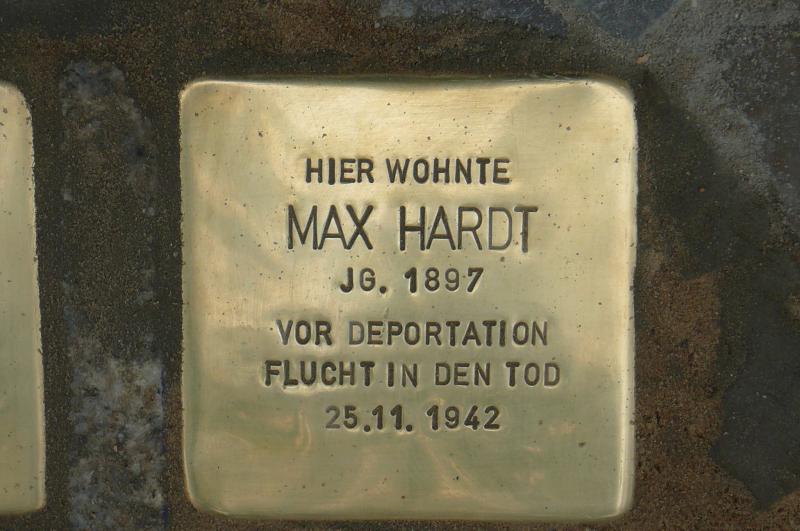 HIER WOHNTE
MAX HARDT
JG. 1897
VOR DEPORTATION
FLUCHT IN DEN TOD
25.11. 1942